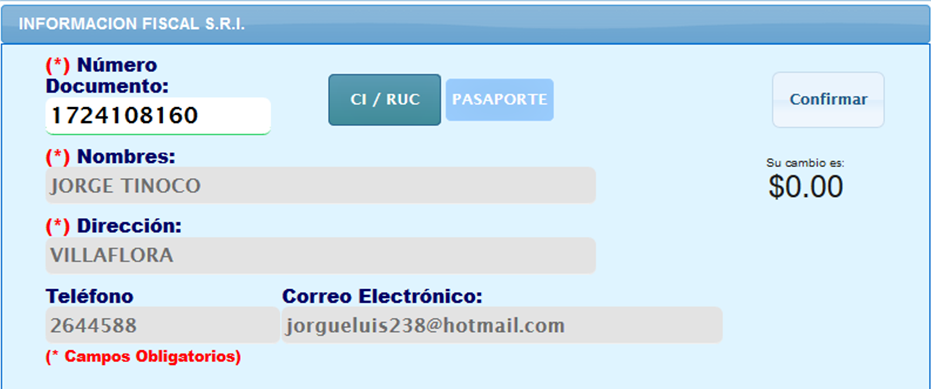 INFORMACION FISCAL S.R.I.
(*) Número
Documento:
1724108160
CI / RUC
PASAPORTE
Confirmar
(*) Nombres:
JORGE TINOCO
Su cambio es:
$0.00
(*) Dirección:
VILLAFLORA
Teléfono
Correo Electrónico:
2644588
jorgueluis238@hotmail.com
(* Campos Obligatorios)